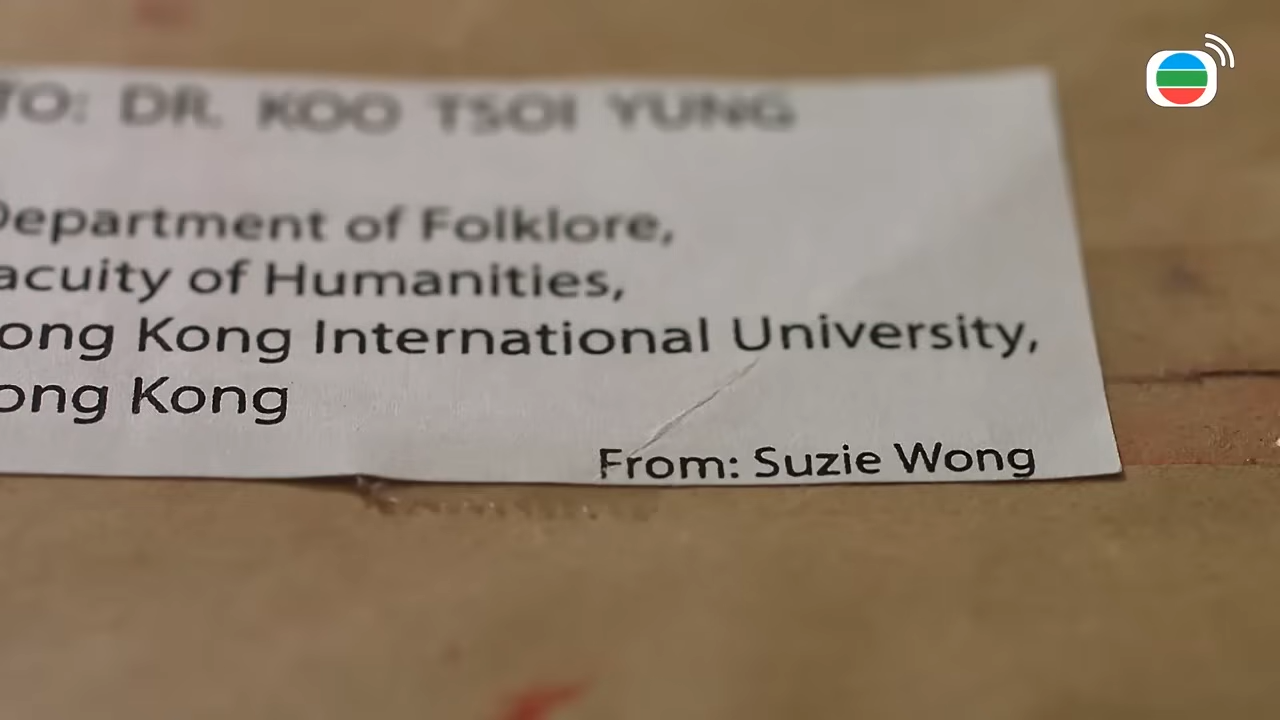 TO: DR. KOO TSOI YUNG
Department of Folklore,
acuity of Humanities,
ong Kong International University,
ong Kong
From: Suzie Wong